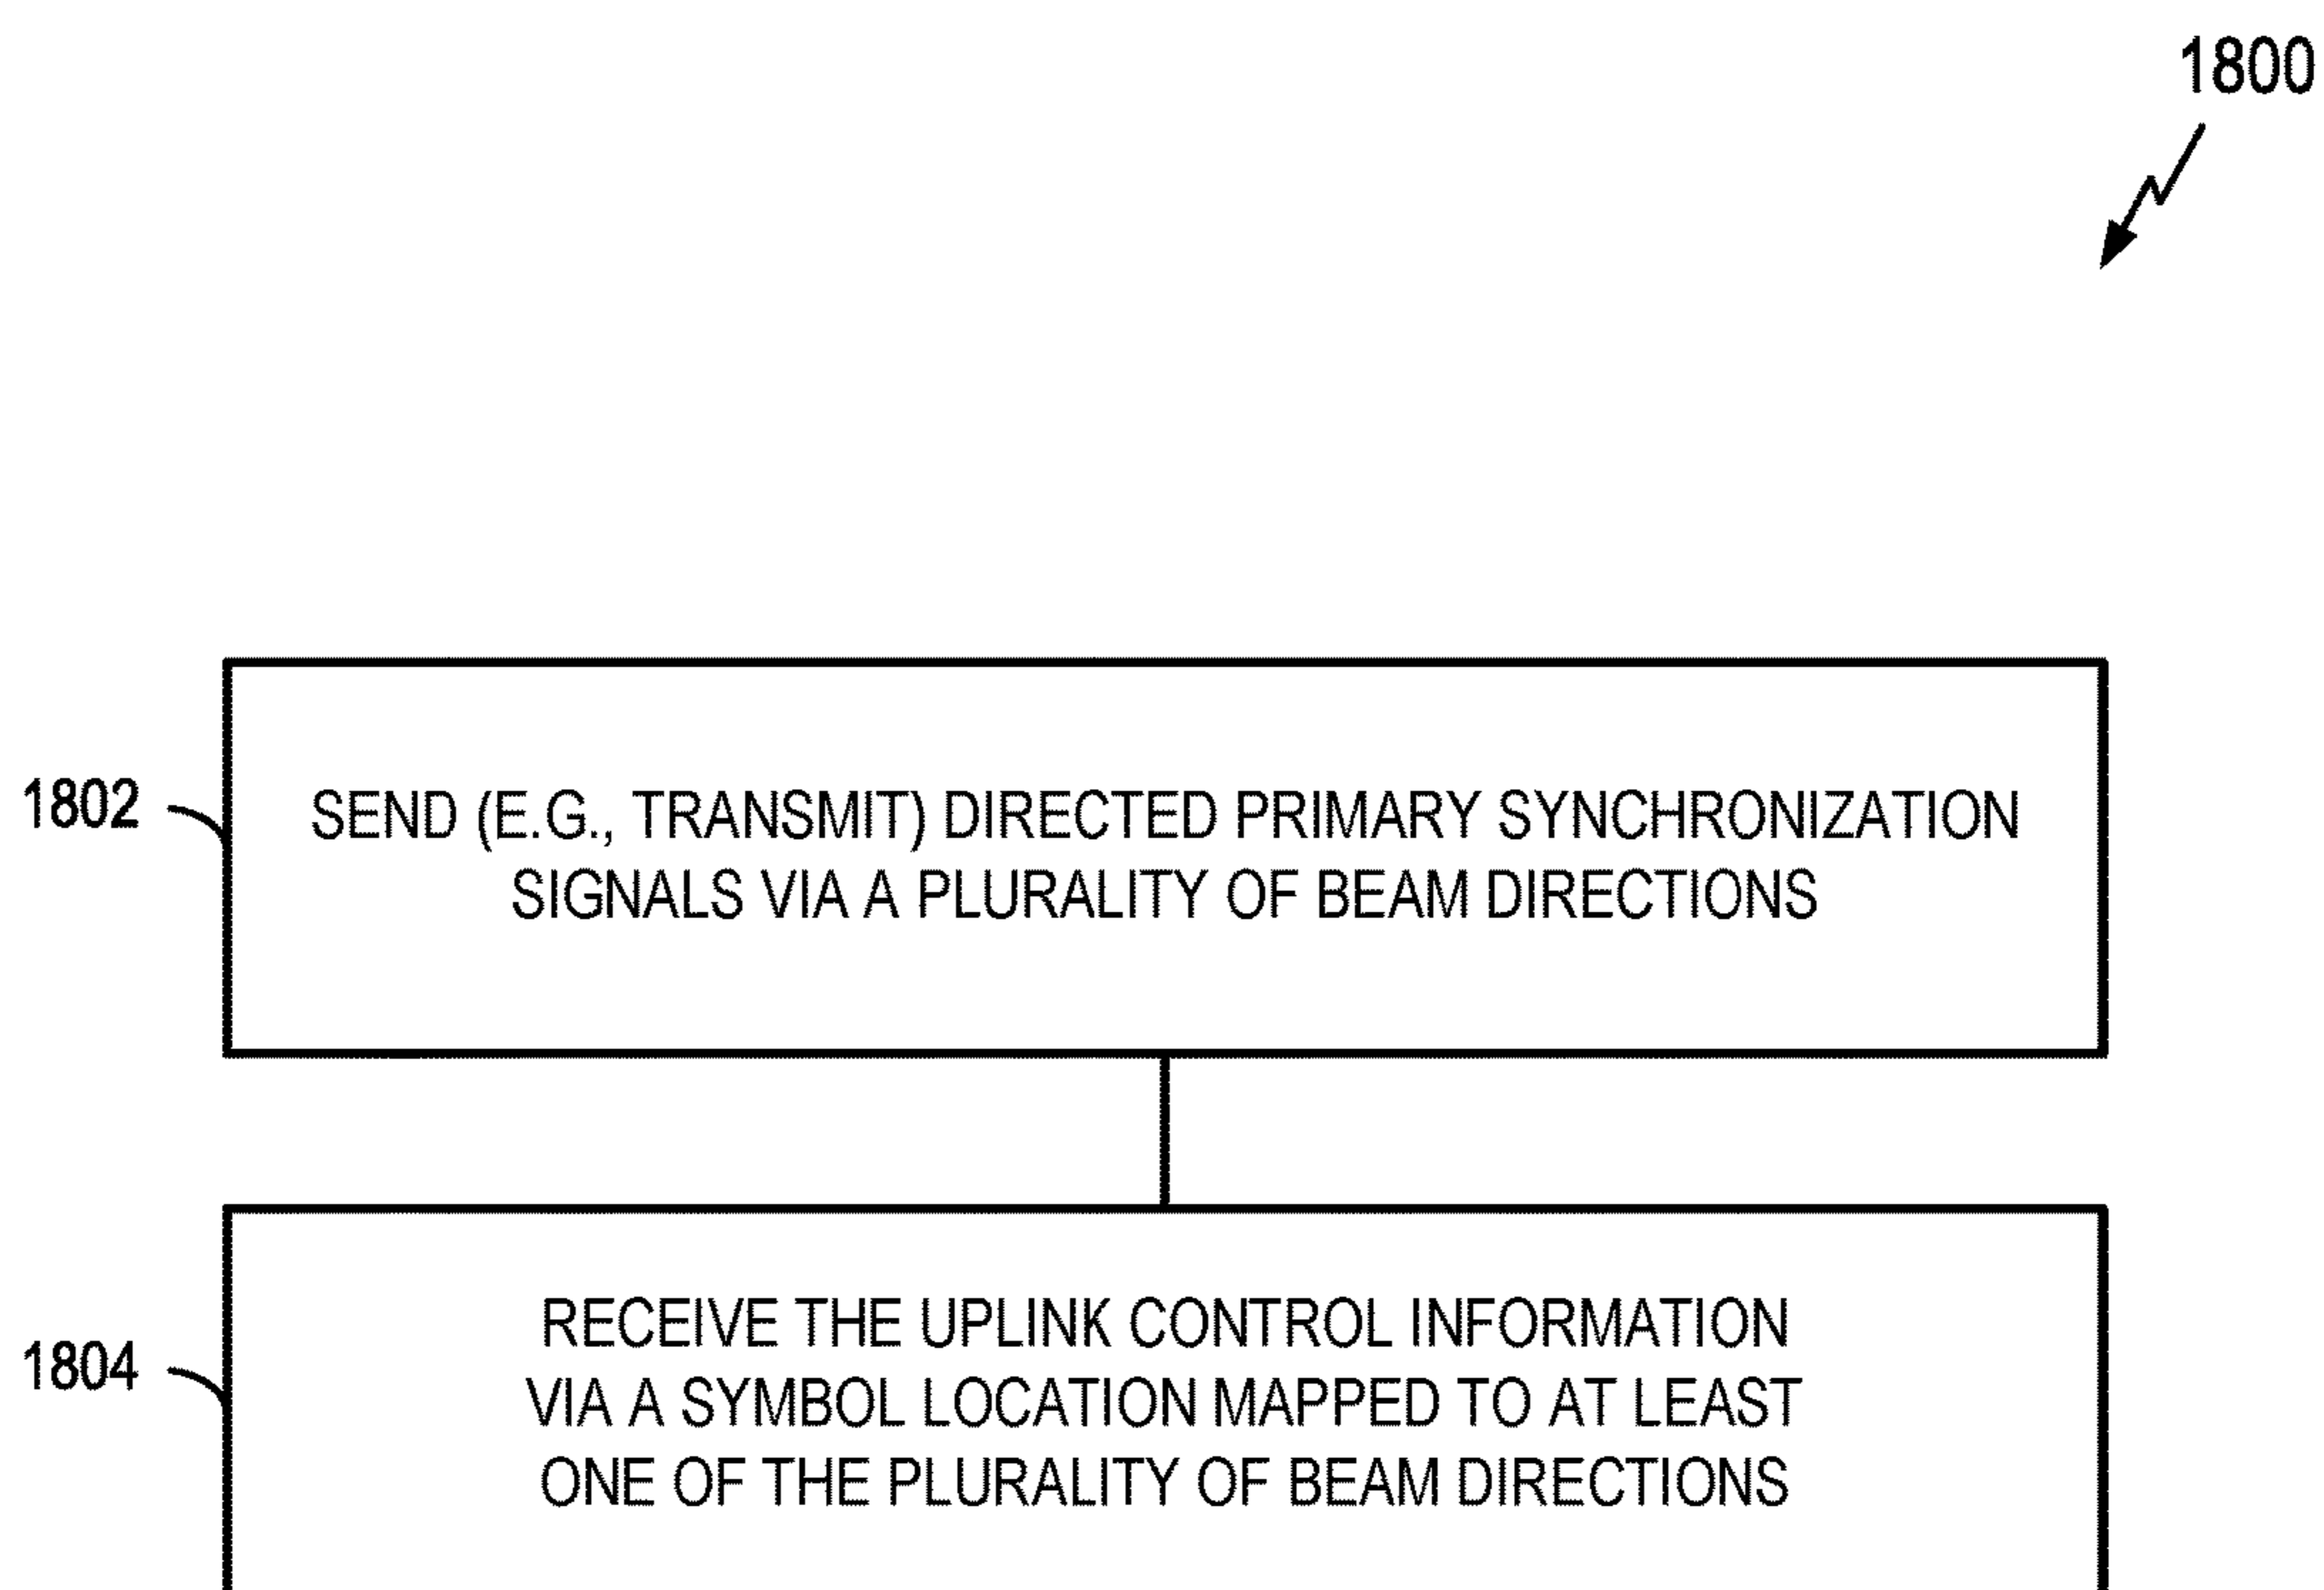 1800
1802
SEND (E.G., TRANSMIT) DIRECTED PRIMARY SYNCHRONIZATION
SIGNALS VIA A PLURALITY OF BEAM DIRECTIONS
1804
RECEIVE THE UPLINK CONTROL INFORMATION
VIA A SYMBOL LOCATION MAPPED TO AT LEAST
ONE OF THE PLURALITY OF BEAM DIRECTIONS